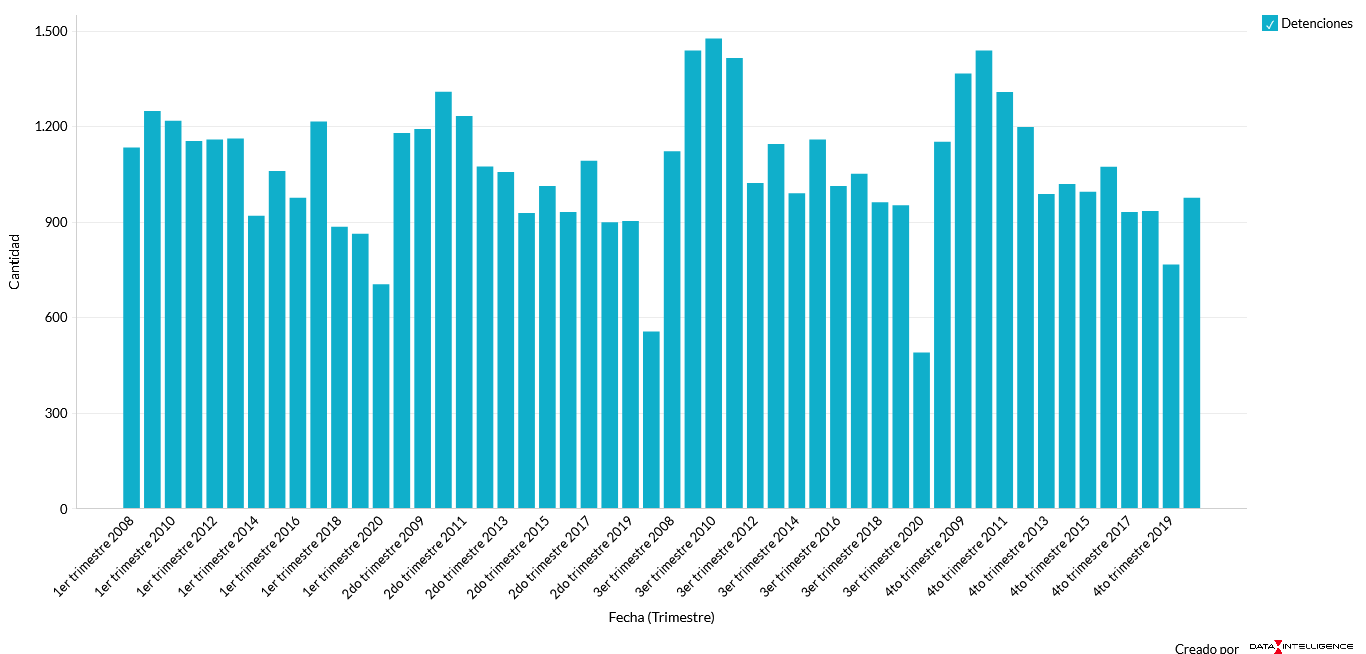 Detenciones
1.500
1.200
900
600
300
0
Cantidad
1er trimestre 2008
1er trimestre 2010
1er trimestre 2012
1er trimestre 2014
1er trimestre 2016
1er trimestre 2018
1er trimestre 2020
2do trimestre 2009
2do trimestre 2011
2do trimestre 2013
2do trimestre 2015
2do trimestre 2017
2do trimestre 2019
3er trimestre 2008
3er trimestre 2010
3er trimestre 2012
3er trimestre 2014
3er trimestre 2016
3er trimestre 2018
3er trimestre 2020
4to trimestre 2009
4to trimestre 2011
4to trimestre 2013
4to trimestre 2015
4to trimestre 2017
4to trimestre 2019
Fecha (Trimestre)
Creado por DATA INTELLIGENCE